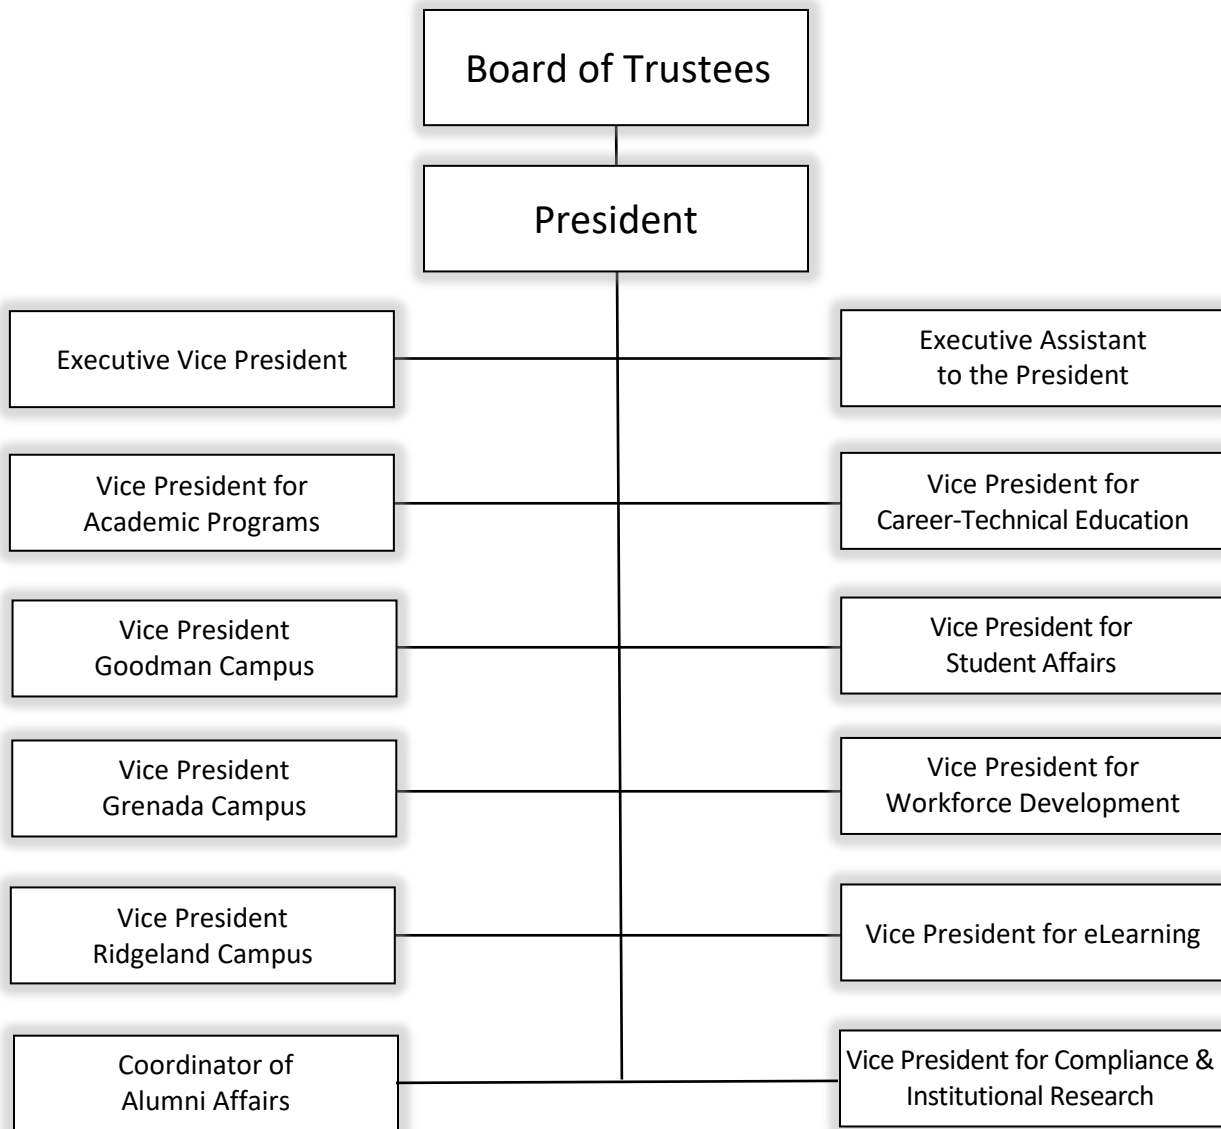 Board of Trustees
President
Executive Vice President
Executive Assistant
to the President
Vice President for
Academic Programs
Vice President for
Career-Technical Education
Vice President
Goodman Campus
Vice President for
Student Affairs
Vice President
Grenada Campus
Vice President for
Workforce Development
Vice President
Ridgeland Campus
Vice President for eLearning
Coordinator of
Alumni Affairs
Vice President for Compliance &
Institutional Research